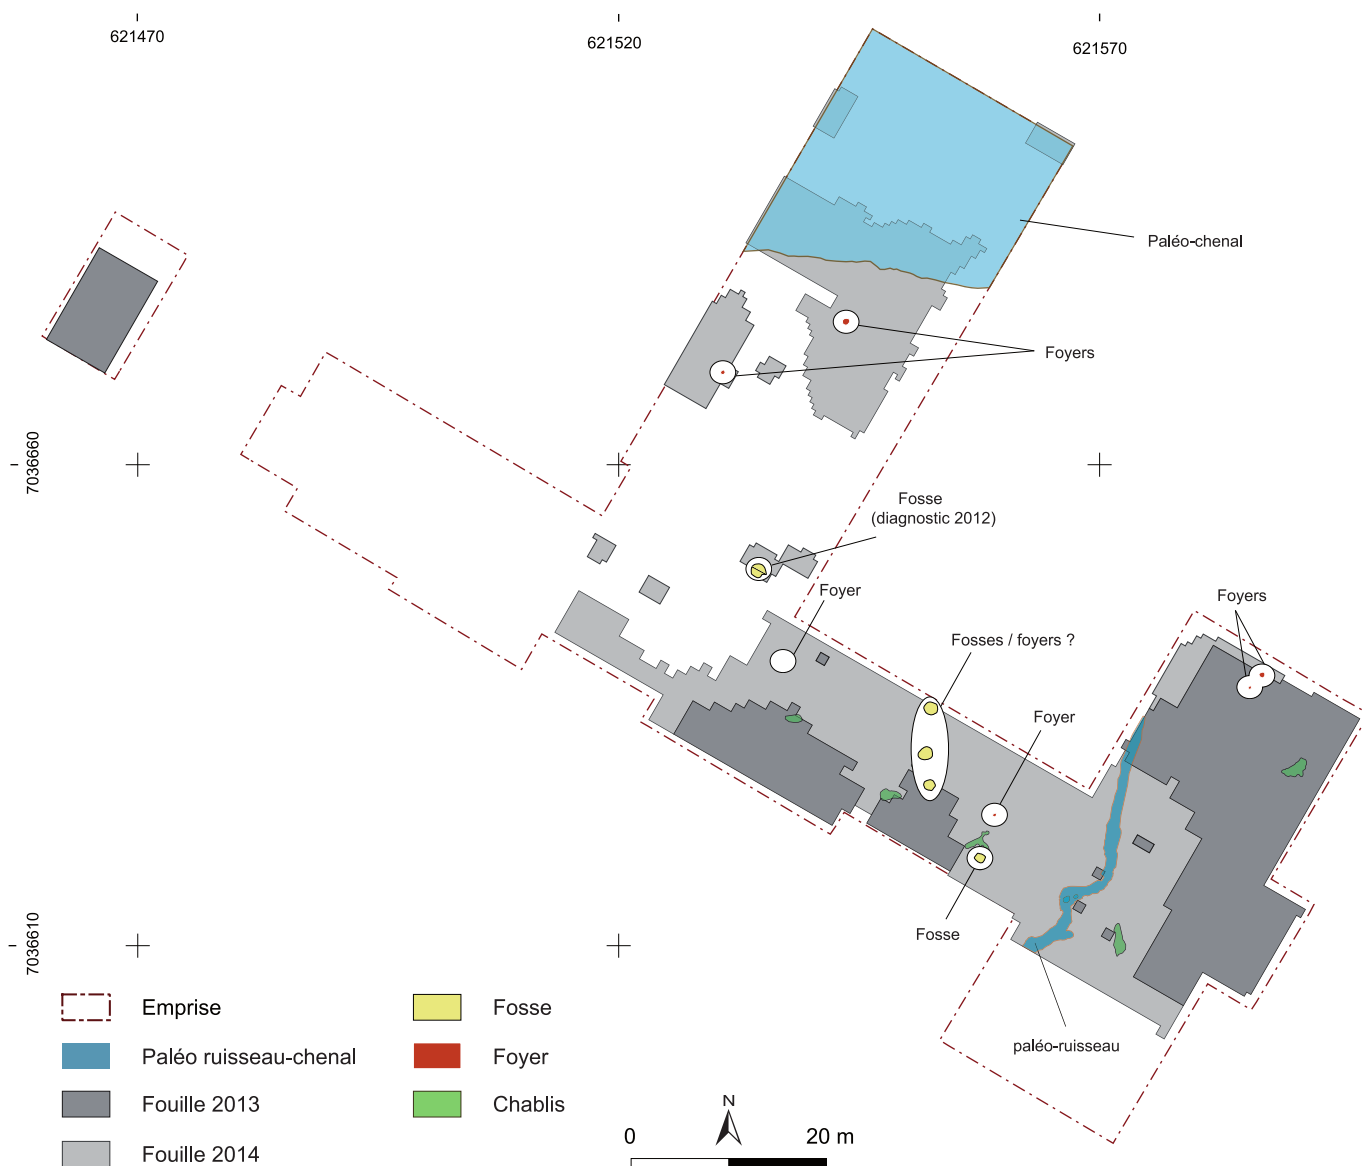 621470
621520
621570
Paléo-chenal
Foyers
7036660
Fosse
(diagnostic 2012)
Foyer
Foyers
Fosses / foyers ?
Foyer
Fosse
7036610
paléo-ruisseau
Emprise
Paléo ruisseau-chenal
Fouille 2013
Fouille 2014
Fosse
Foyer
Chablis
N
0 20 m